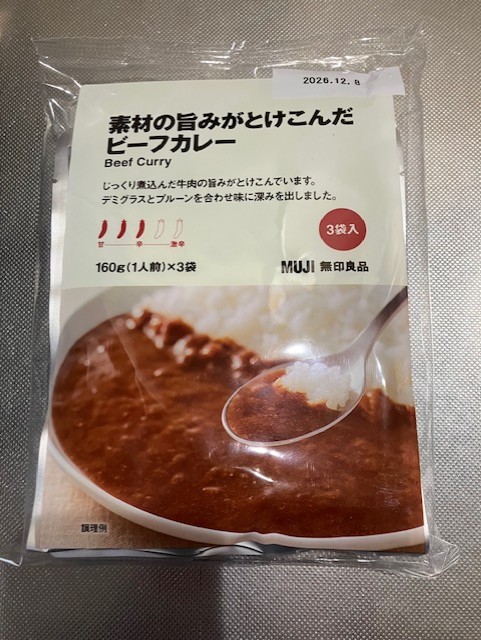 2026.12.8
素材の旨みがとけこんだ
ビーフカレー
Beef Curry
じっくり煮込んだ牛肉の旨みがとけこんでいます。
デミグラスとプルーンを合わせ味に深みを出しました。
甘 辛 激辛
3袋入
160g(1人前)×3袋
MUJI 無印良品
調理例